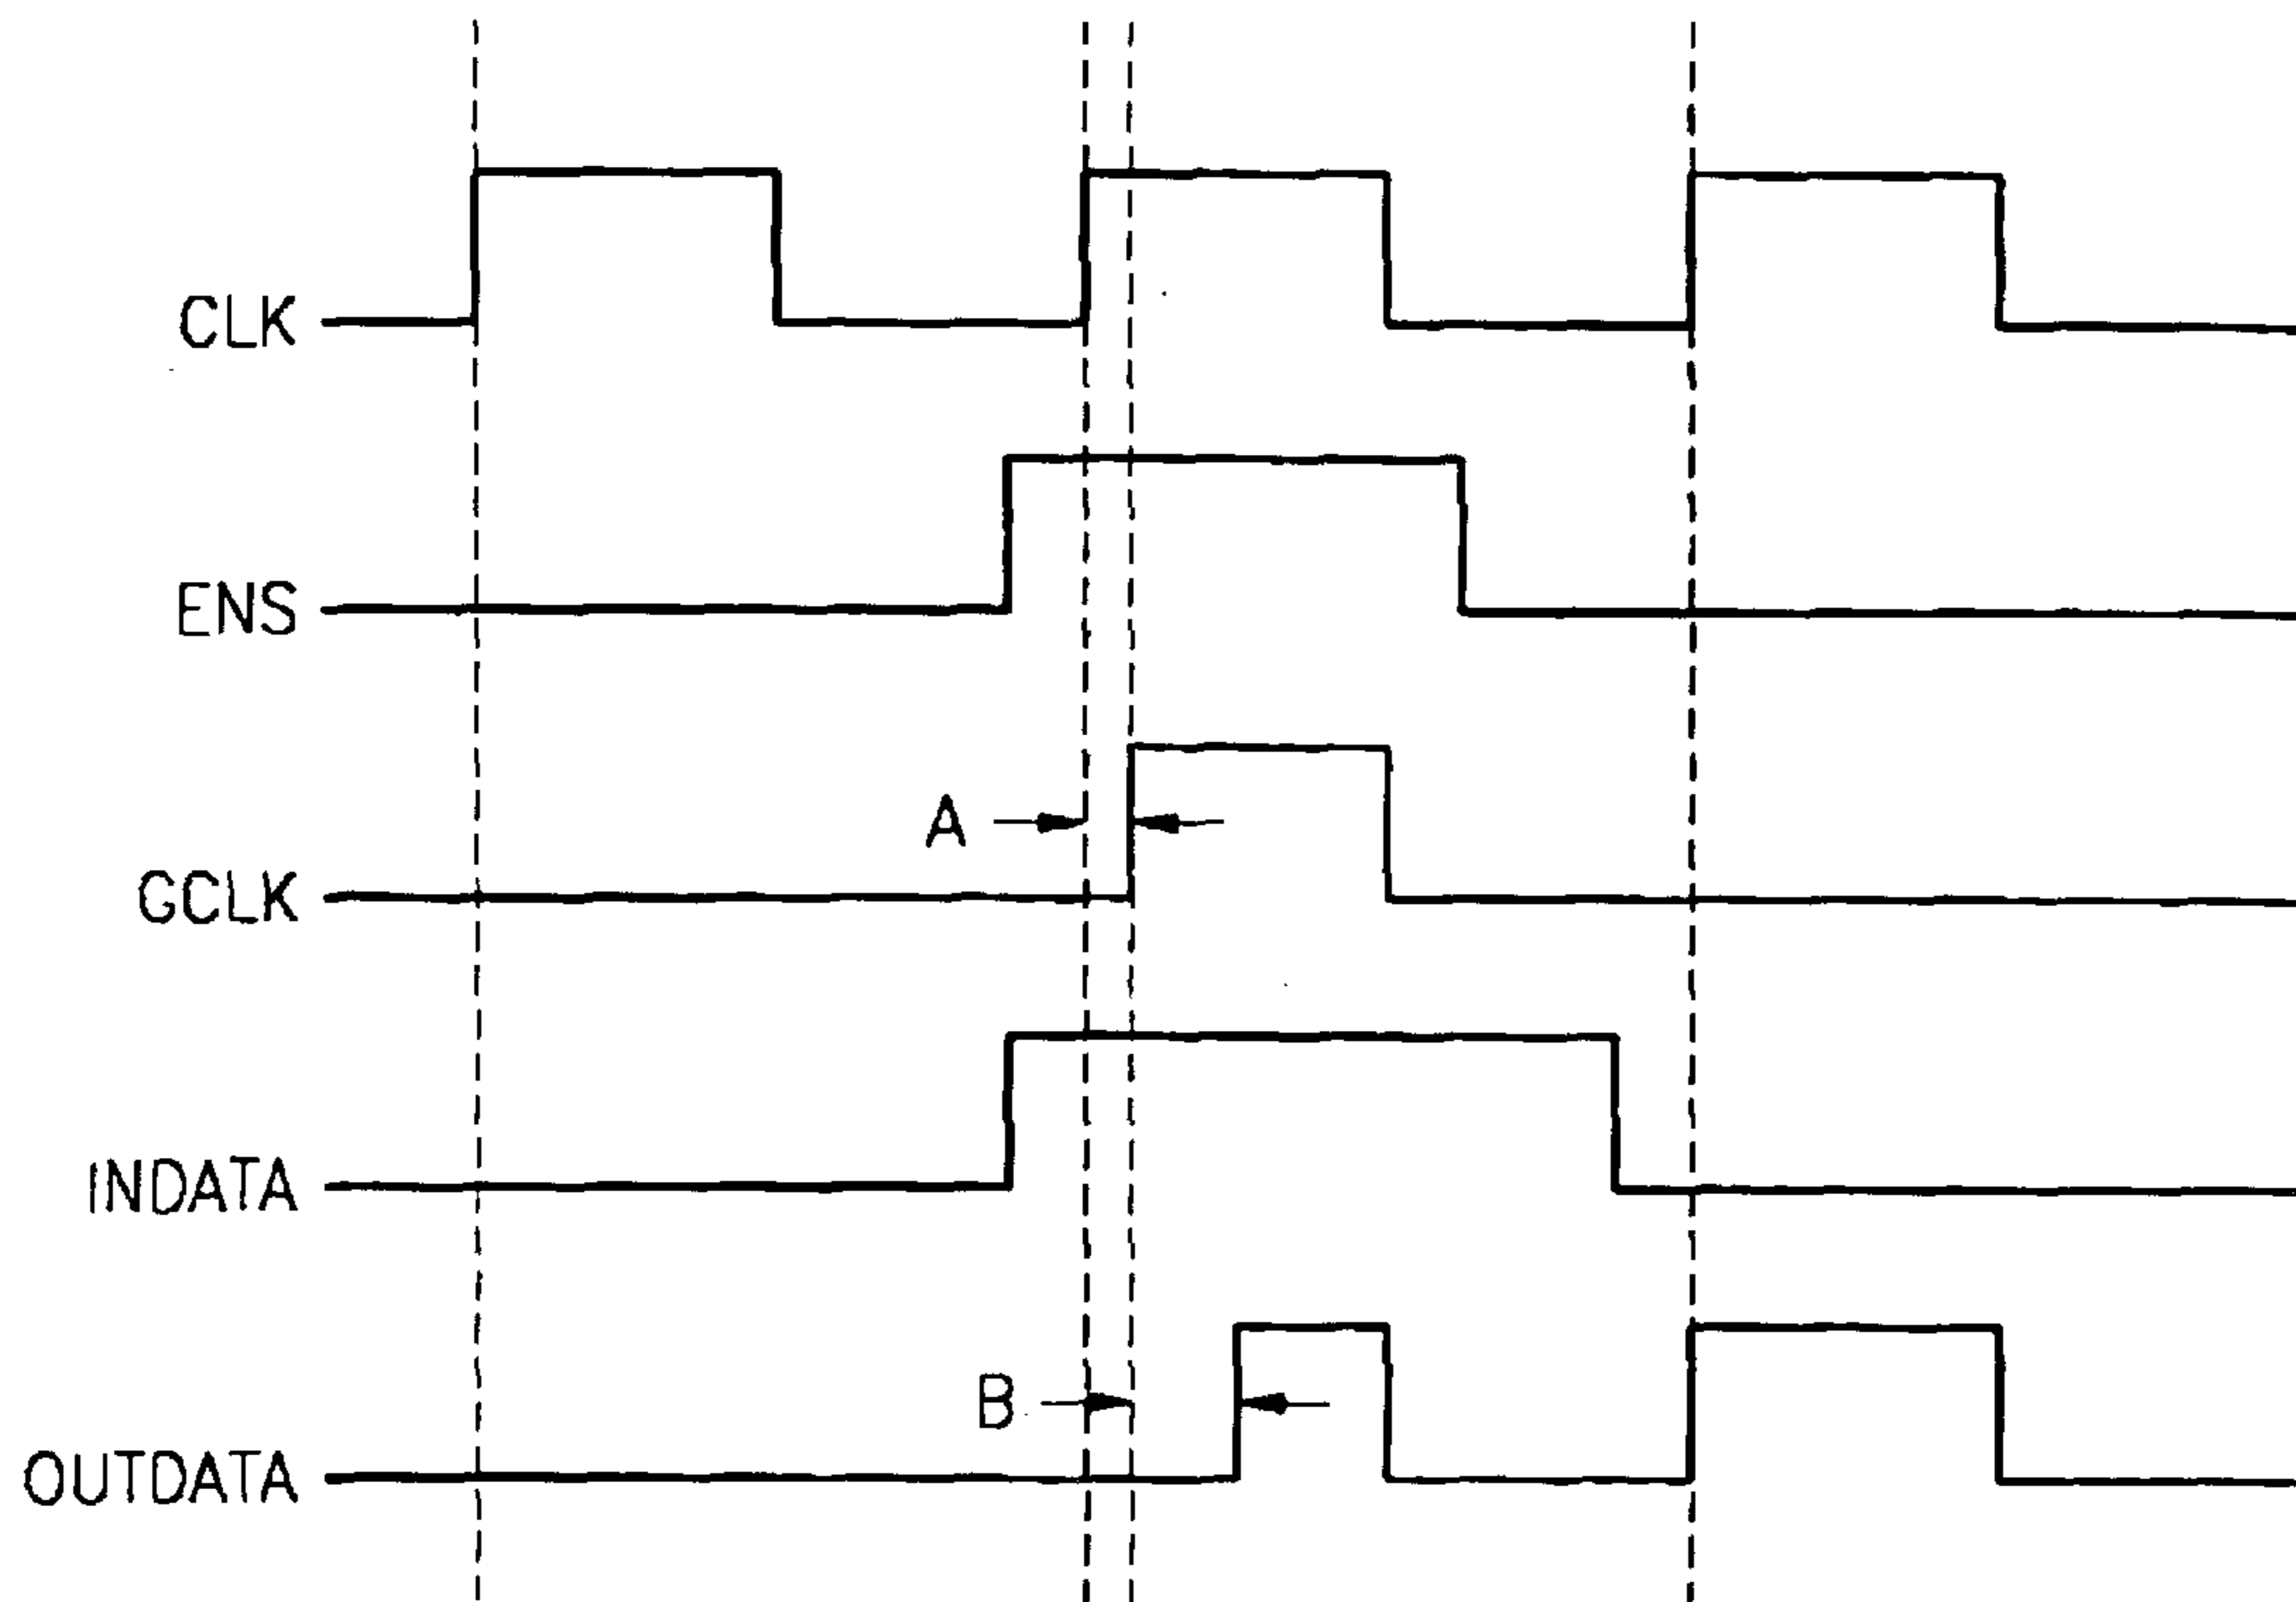 CLK
ENS
A
GCLK
INDATA
B
OUTDATA